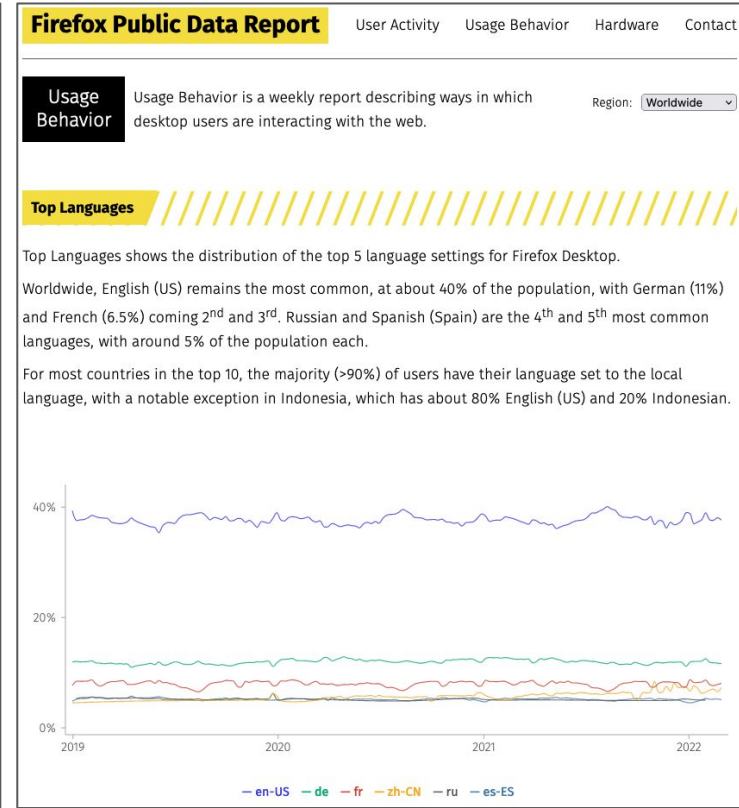 Firefox Public Data Report
User Activity Usage Behavior Hardware Contact
Usage
Behavior
Usage Behavior is a weekly report describing ways in which
desktop users are interacting with the web.
Region: Worldwide
Top Languages
Top Languages shows the distribution of the top 5 language settings for Firefox Desktop.
Worldwide, English (US) remains the most common, at about 40% of the population, with German (11%)
and French (6.5%) coming 2nd and 3rd. Russian and Spanish (Spain) are the 4th and 5th most common
languages, with around 5% of the population each.
For most countries in the top 10, the majority (>90%) of users have their language set to the local
language, with a notable exception in Indonesia, which has about 80% English (US) and 20% Indonesian.
40%
20%
0%
2019 2020 2021 2022
en-US de fr zh-CN ru es-ES